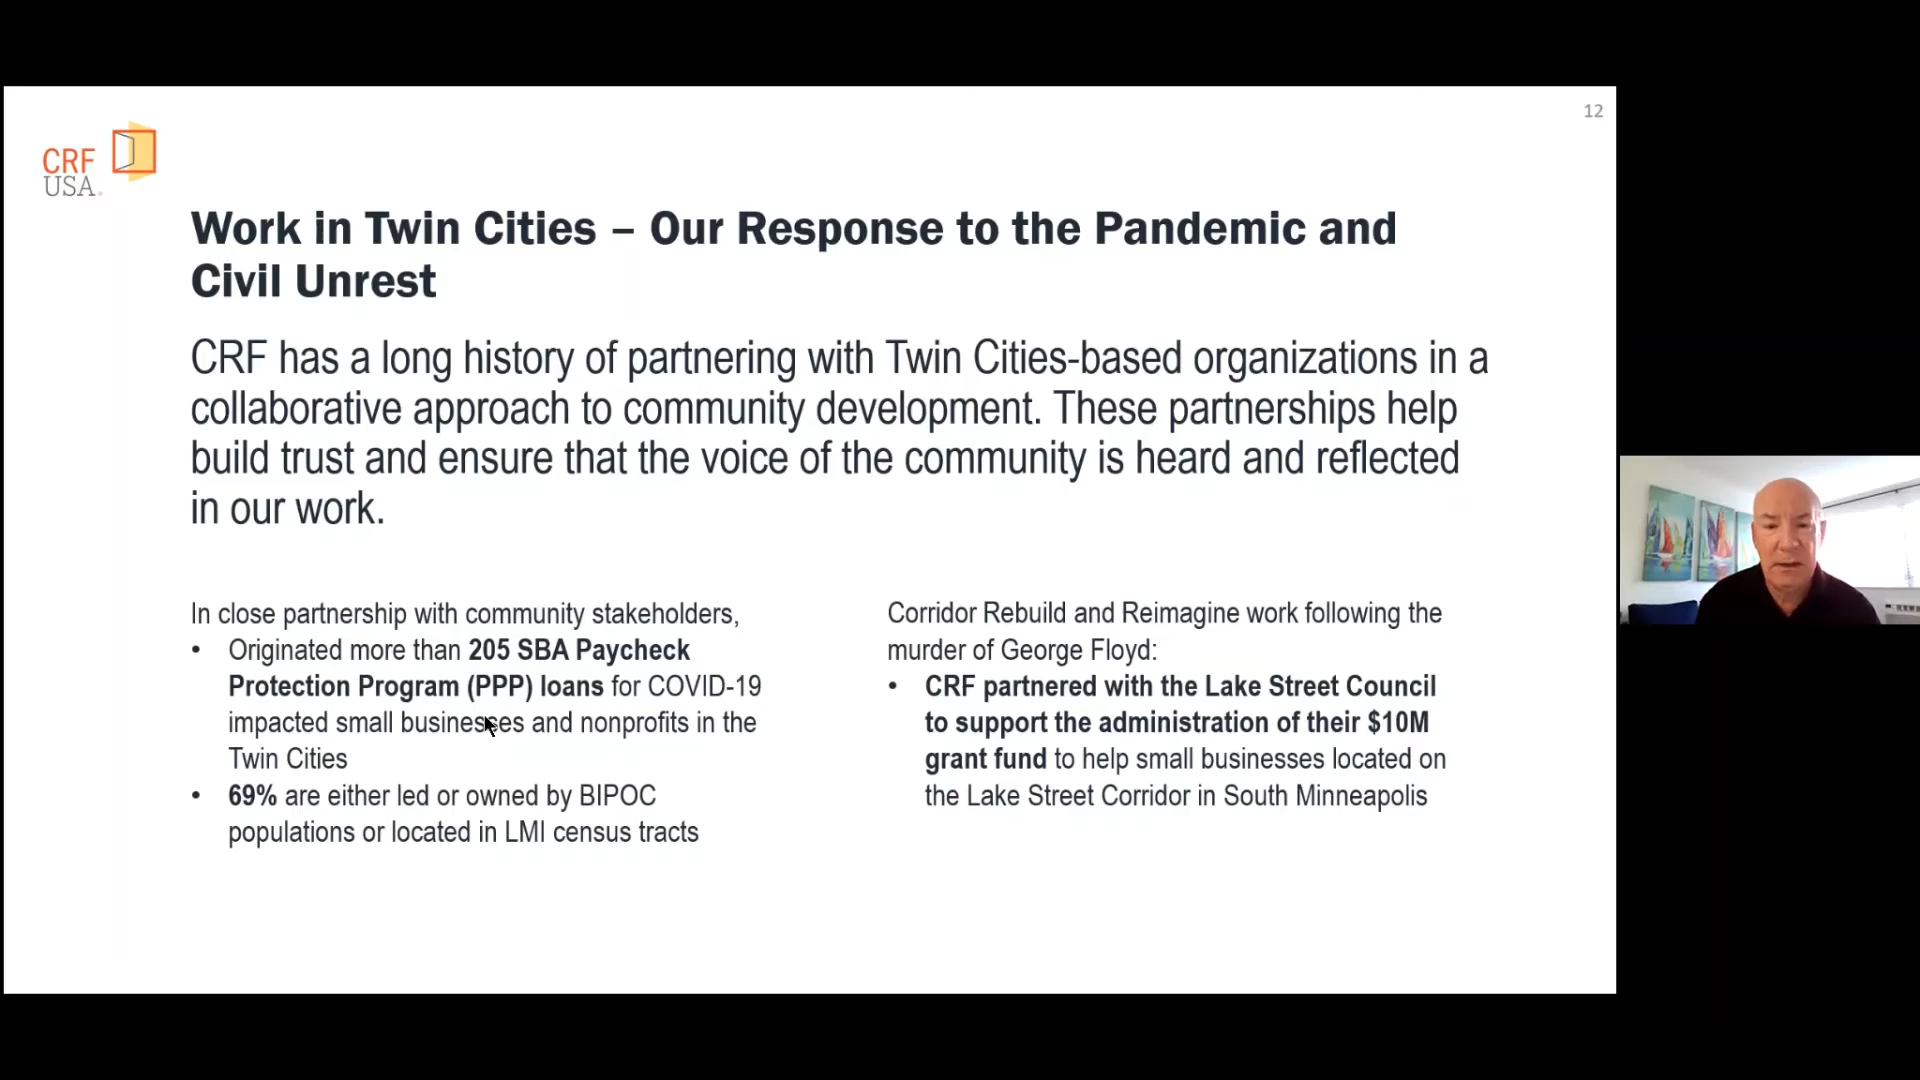 12
CRF
USA
Work in Twin Cities – Our Response to the Pandemic and
Civil Unrest
CRF has a long history of partnering with Twin Cities-based organizations in a
collaborative approach to community development. These partnerships help
build trust and ensure that the voice of the community is heard and reflected
in our work.
In close partnership with community stakeholders,
• Originated more than 205 SBA Paycheck
Protection Program (PPP) loans for COVID-19
impacted small businesses and nonprofits in the
Twin Cities
• 69% are either led or owned by BIPOC
populations or located in LMI census tracts
Corridor Rebuild and Reimagine work following the
murder of George Floyd:
• CRF partnered with the Lake Street Council
to support the administration of their $10M
grant fund to help small businesses located on
the Lake Street Corridor in South Minneapolis